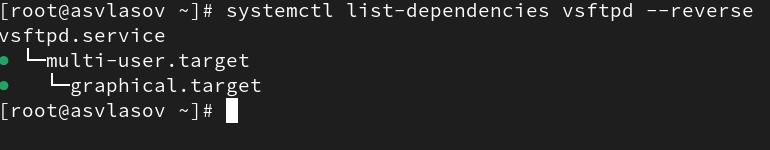 [root@asvlasov ~]# systemctl list-dependencies vsftpd --reverse
vsftpd.service
● └─multi-user.target
●   └─graphical.target
[root@asvlasov ~]#